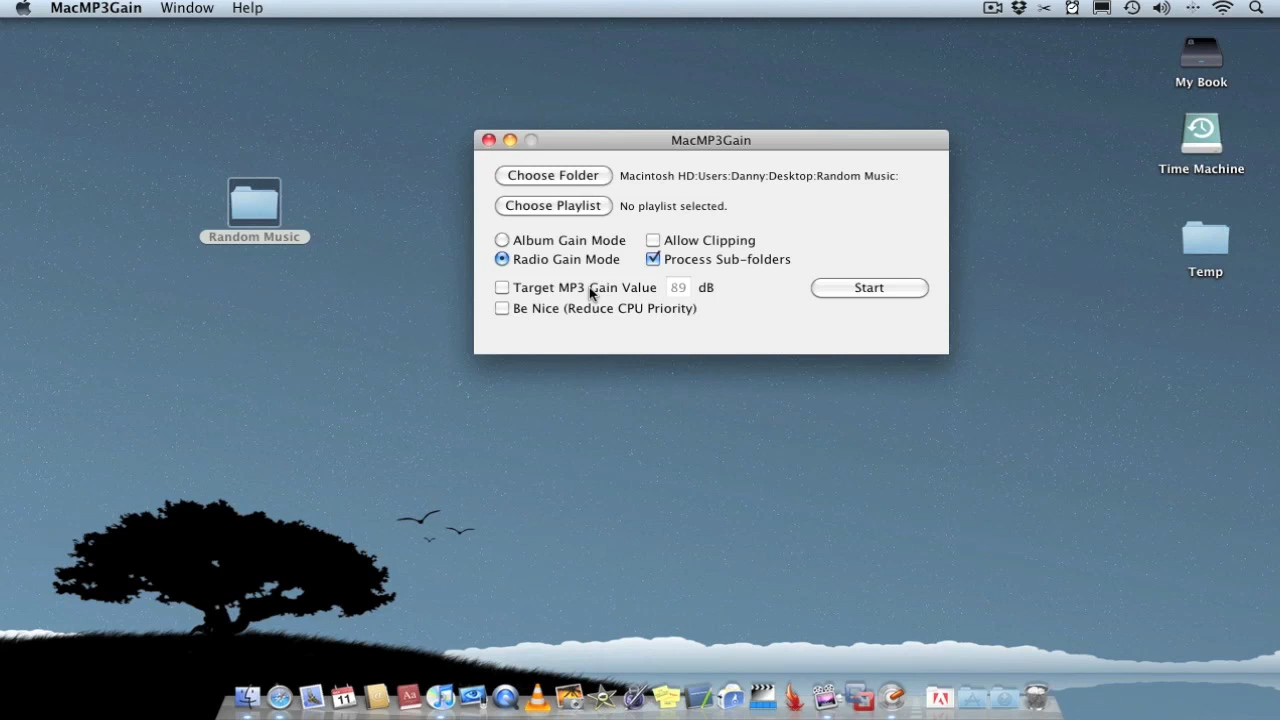 MacMP3Gain Window Help
My Book
Time Machine
Temp
Random Music
MacMP3Gain
Choose Folder Macintosh HD:Users:Danny:Desktop:Random Music:
Choose Playlist No playlist selected.
Album Gain Mode Allow Clipping
Radio Gain Mode Process Sub-folders
Target MP3 Gain Value 89 dB Start
Be Nice (Reduce CPU Priority)
11
Aa